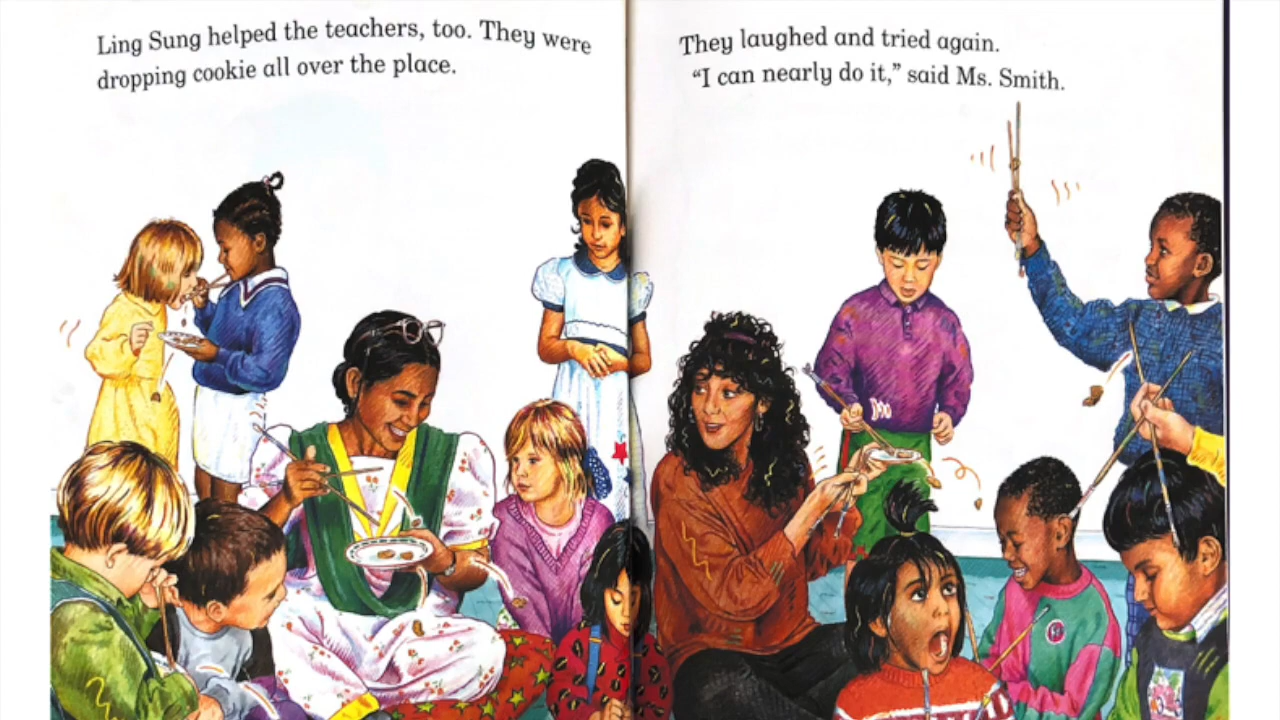 Ling Sung helped the teachers, too. They were
dropping cookie all over the place.
They laughed and tried again.
“I can nearly do it,” said Ms. Smith.